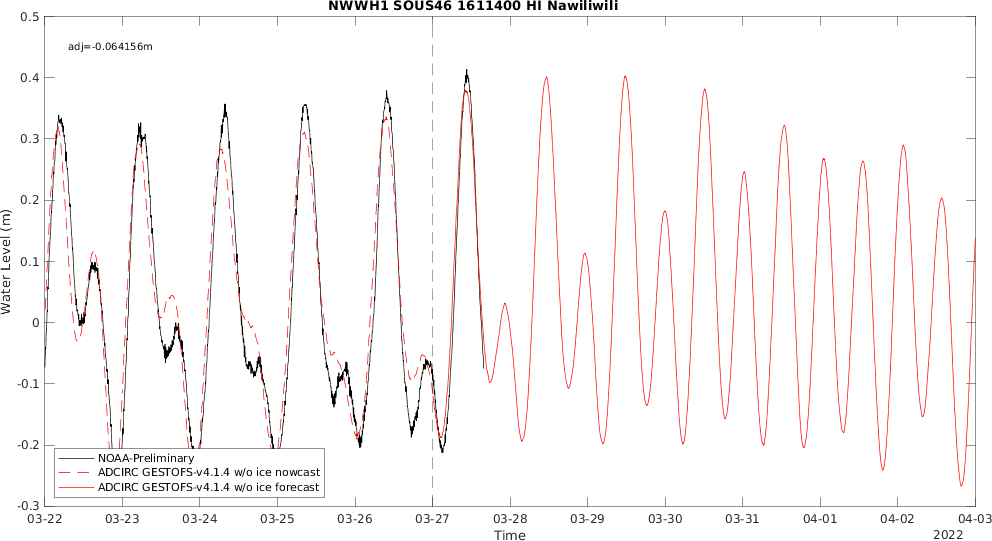 NWWH1 SOUS46 1611400 HI Nawiliwili
adj=-0.064156m
Water Level (m)
0.5
0.4
0.3
0.2
0.1
0
-0.1
-0.2
-0.3
NOAA-Preliminary
ADCIRC GESTOFS-v4.1.4 w/o ice nowcast
ADCIRC GESTOFS-v4.1.4 w/o ice forecast
03-22 03-23 03-24 03-25 03-26 03-27 03-28 03-29 03-30 03-31 04-01 04-02 04-03
Time
2022